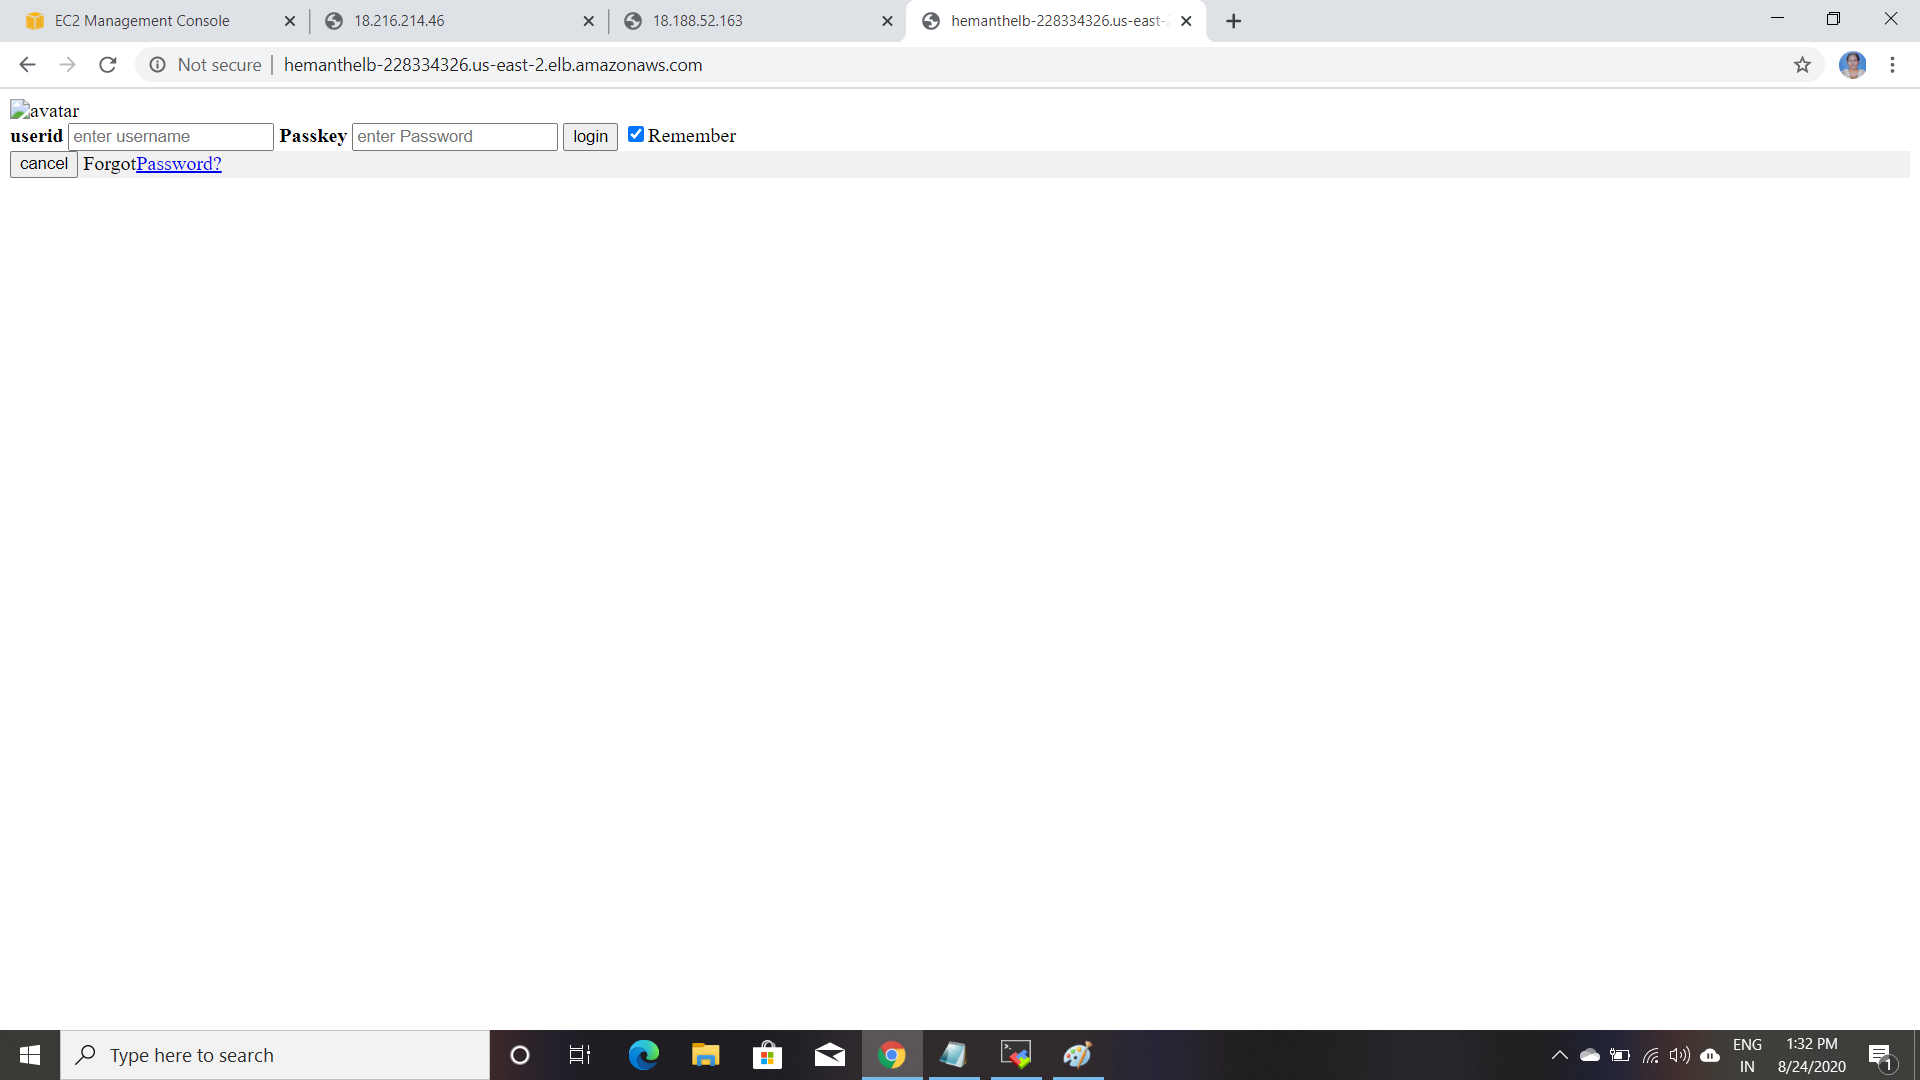 EC2 Management Console
18.216.214.46
18.188.52.163
hemanthelb-228334326.us-east-
Not secure | hemanthelb-228334326.us-east-2.elb.amazonaws.com
avatar
userid enter username Passkey enter Password login Remember
cancel ForgotPassword?
Type here to search
ENG
IN
1:32 PM
8/24/2020
1